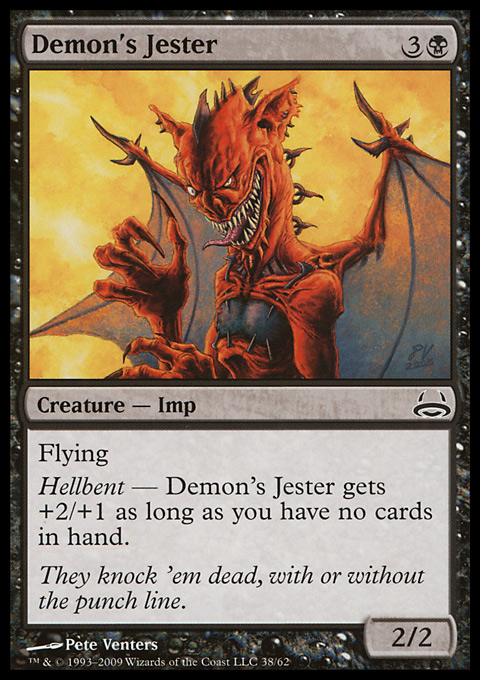 Demon's Jester 3
Creature — Imp
Flying
Hellbent — Demon's Jester gets
+2/+1 as long as you have no cards
in hand.
They knock 'em dead, with or without
the punch line.
Pete Venters
2/2
™ & © 1993–2009 Wizards of the Coast LLC 38/62